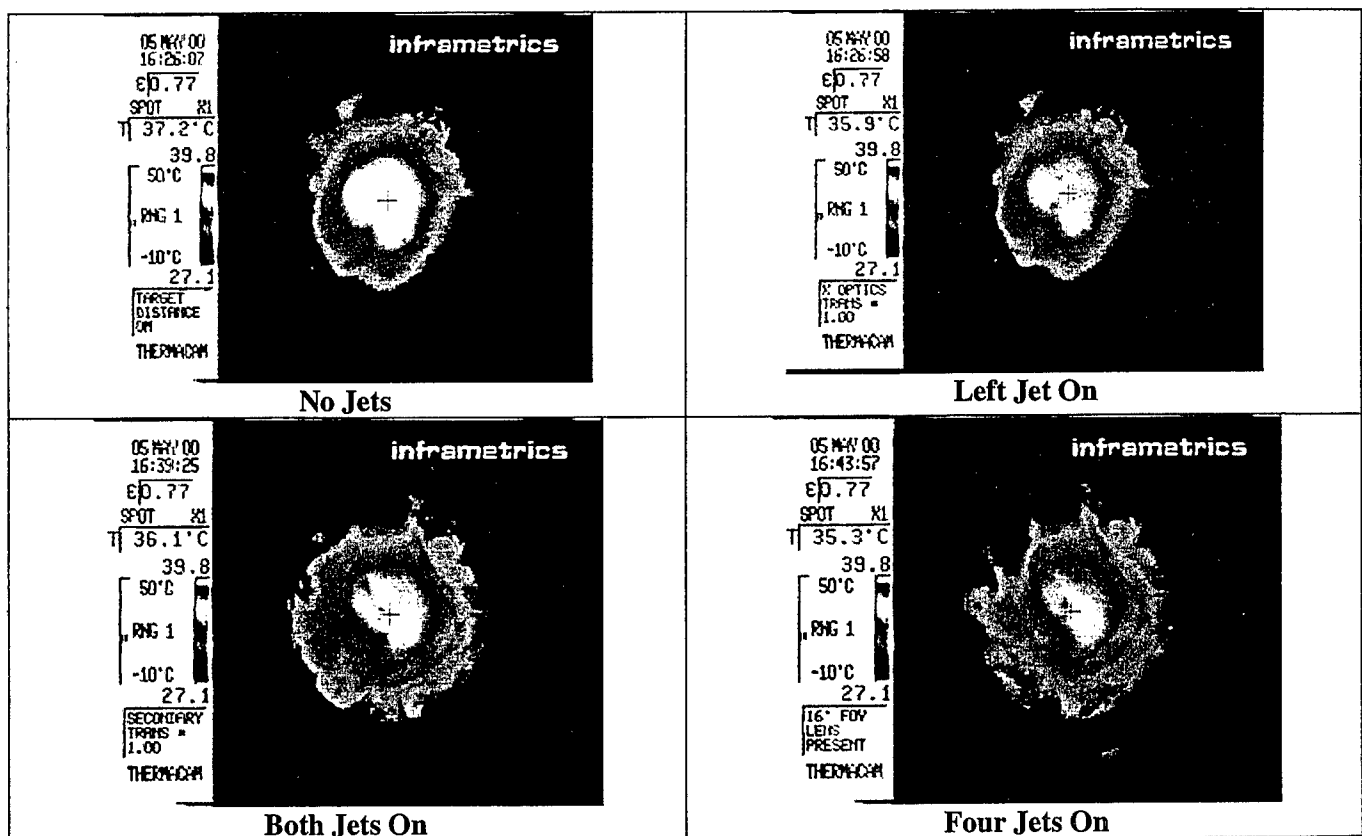 05 MAY 00
16:26:07
inframetrics
ε 0.77
SPOT X1
T 37.2°C
39.8
50°C
RNG 1
-10°C
27.1
TARGET
DISTANCE
0M
THERMACAM
No Jets
05 MAY 00
16:26:58
inframetrics
ε 0.77
SPOT X1
T 35.9°C
39.8
50°C
RNG 1
-10°C
27.1
X OPTICS
TRANS =
1.00
THERMACAM
Left Jet On
05 MAY 00
16:39:25
inframetrics
ε 0.77
SPOT X1
T 36.1°C
39.8
50°C
RNG 1
-10°C
27.1
SECONDARY
TRANS =
1.00
THERMACAM
Both Jets On
05 MAY 00
16:43:57
inframetrics
ε 0.77
SPOT X1
T 35.3°C
39.8
50°C
RNG 1
-10°C
27.1
16° FOV
LENS
PRESENT
THERMACAM
Four Jets On